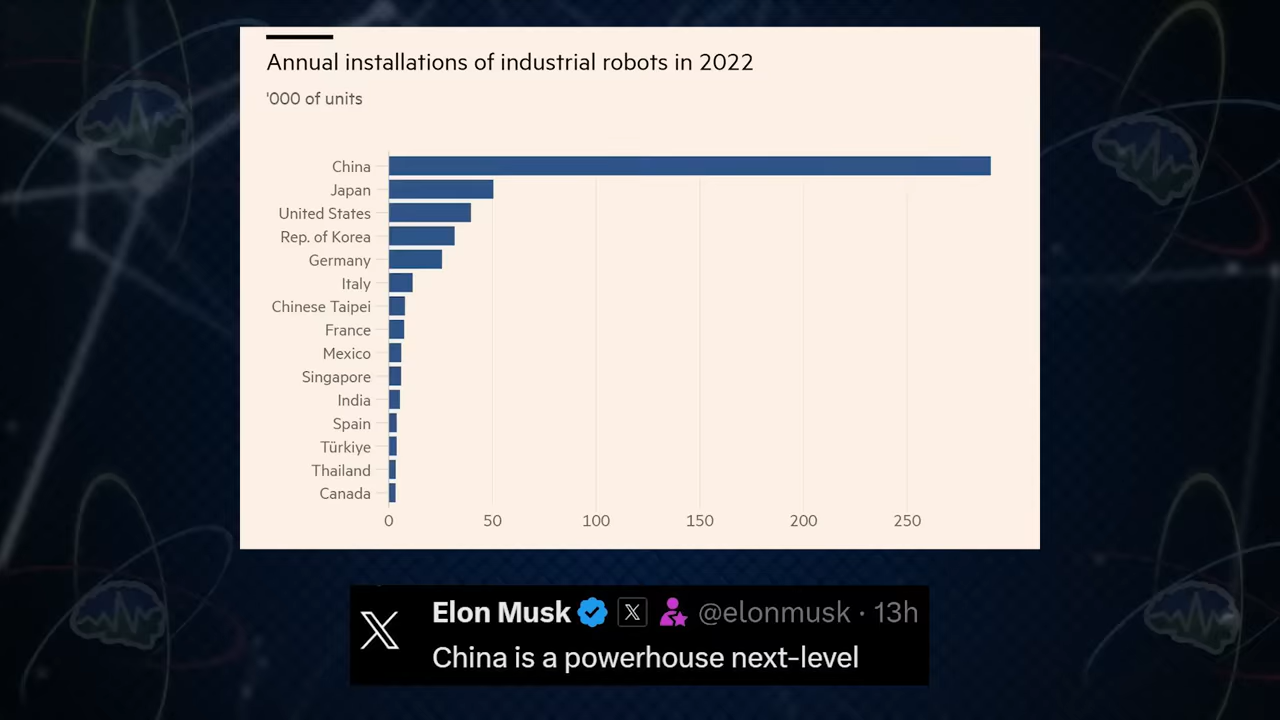 Annual installations of industrial robots in 2022
'000 of units
China
Japan
United States
Rep. of Korea
Germany
Italy
Chinese Taipei
France
Mexico
Singapore
India
Spain
Türkiye
Thailand
Canada
0 50 100 150 200 250
Elon Musk @elonmusk · 13h
China is a powerhouse next-level